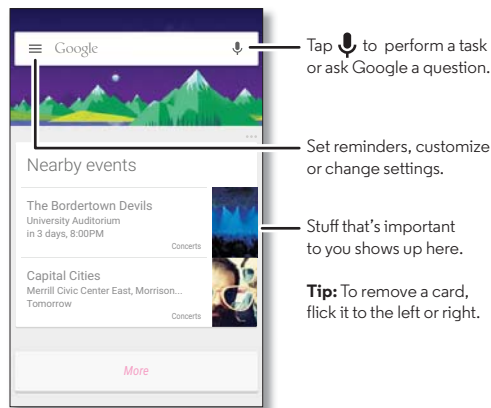 Google
Nearby events
The Bordertown Devils
University Auditorium
in 3 days, 8:00PM
Concerts
Capital Cities
Merrill Civic Center East, Morrison...
Tomorrow
Concerts
More
Tap to perform a task
or ask Google a question.
Set reminders, customize
or change settings.
Stuff that's important
to you shows up here.
Tip: To remove a card,
flick it to the left or right.